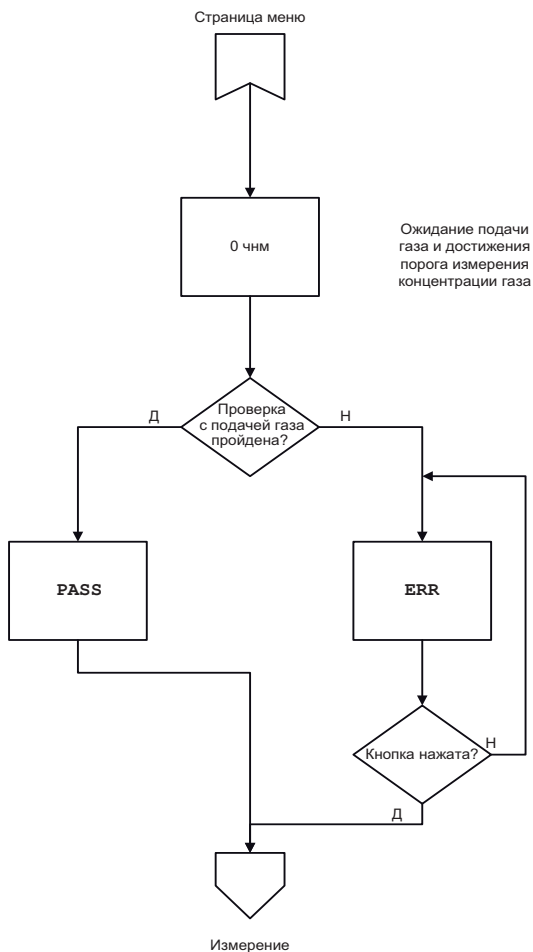 Страница меню
0 чнм
Ожидание подачи
газа и достижения
порога измерения
концентрации газа
Проверка
с подачей газа
пройдена?
Д
Н
PASS
ERR
Кнопка нажата?
Н
Д
Измерение